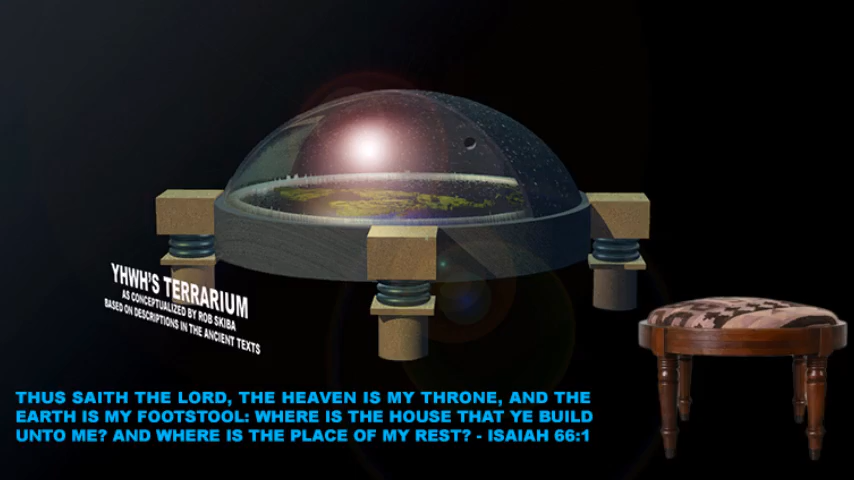 YHWH'S TERRARIUM
AS CONCEPTUALIZED BY ROB SKIBA
BASED ON DESCRIPTIONS IN THE ANCIENT TEXTS
THUS SAITH THE LORD, THE HEAVEN IS MY THRONE, AND THE
EARTH IS MY FOOTSTOOL: WHERE IS THE HOUSE THAT YE BUILD
UNTO ME? AND WHERE IS THE PLACE OF MY REST? - ISAIAH 66:1